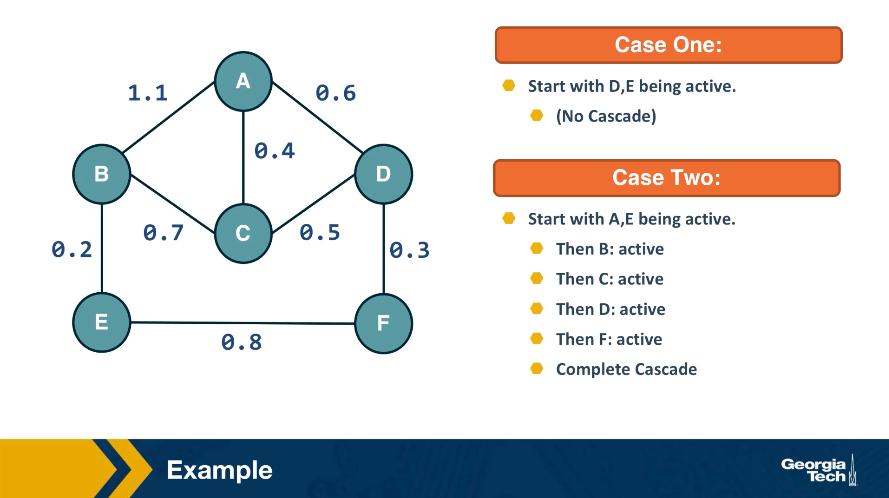 A
1.1
0.6
0.4
B
D
0.7
C
0.5
0.2
0.3
E
F
0.8
Case One:
Start with D,E being active.
(No Cascade)
Case Two:
Start with A,E being active.
Then B: active
Then C: active
Then D: active
Then F: active
Complete Cascade
Example
Georgia
Tech